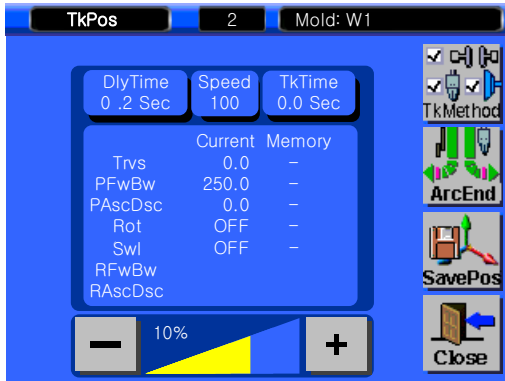 TkPos 2 Mold: W1
DlyTime Speed TkTime
0 .2 Sec 100 0.0 Sec
Current Memory
Trvs 0.0 –
PFwBw 250.0 –
PAscDsc 0.0 –
Rot OFF –
Swl OFF –
RFwBw
RAscDsc
10%
− +
TkMethod
ArcEnd
SavePos
Close